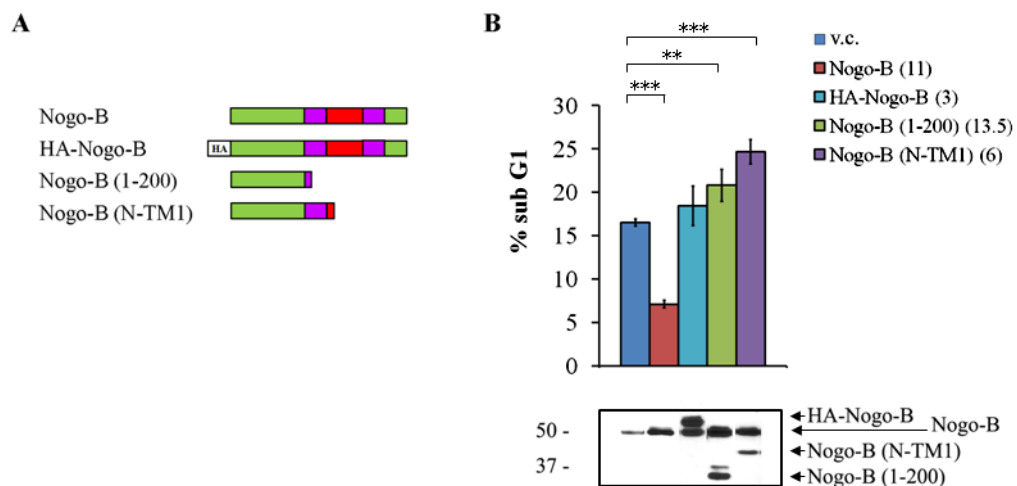 A
Nogo-B
HA-Nogo-B
HA
Nogo-B (1-200)
Nogo-B (N-TM1)
B
***
**
***
v.c.
Nogo-B (11)
HA-Nogo-B (3)
Nogo-B (1-200) (13.5)
Nogo-B (N-TM1) (6)
% sub G1
30
25
20
15
10
5
0
50 -
37 -
HA-Nogo-B
Nogo-B
Nogo-B (N-TM1)
Nogo-B (1-200)